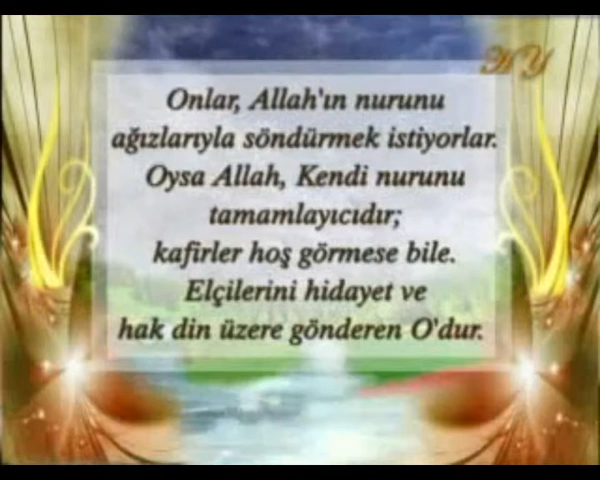 HY
Onlar, Allah'ın nurunu
ağızlarıyla söndürmek istiyorlar.
Oysa Allah, Kendi nurunu
tamamlayıcıdır;
kafirler hoş görmese bile.
Elçilerini hidayet ve
hak din üzere gönderen O'dur.